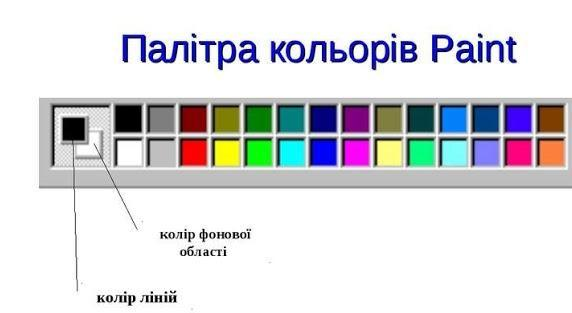 Палітра кольорів Paint
колір фонової
області
колір ліній